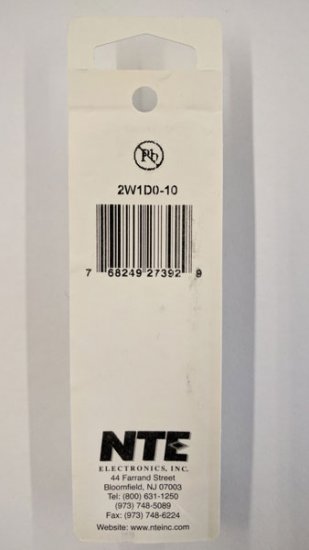 Pb
2W1D0-10
7 68249 27392 9
NTE
ELECTRONICS, INC.
44 Farrand Street
Bloomfield, NJ 07003
Tel: (800) 631-1250
(973) 748-5089
Fax: (973) 748-6224
Website: www.nteinc.com